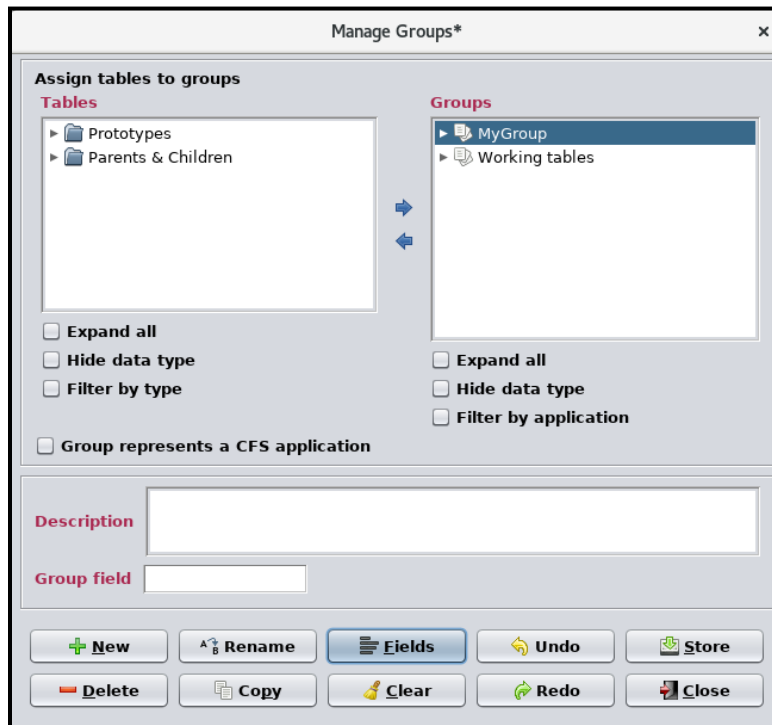 Manage Groups*
Assign tables to groups
Tables
Prototypes
Parents & Children
Expand all
Hide data type
Filter by type
Groups
MyGroup
Working tables
Expand all
Hide data type
Filter by application
Group represents a CFS application
Description
Group field
New Rename Fields Undo Store
Delete Copy Clear Redo Close